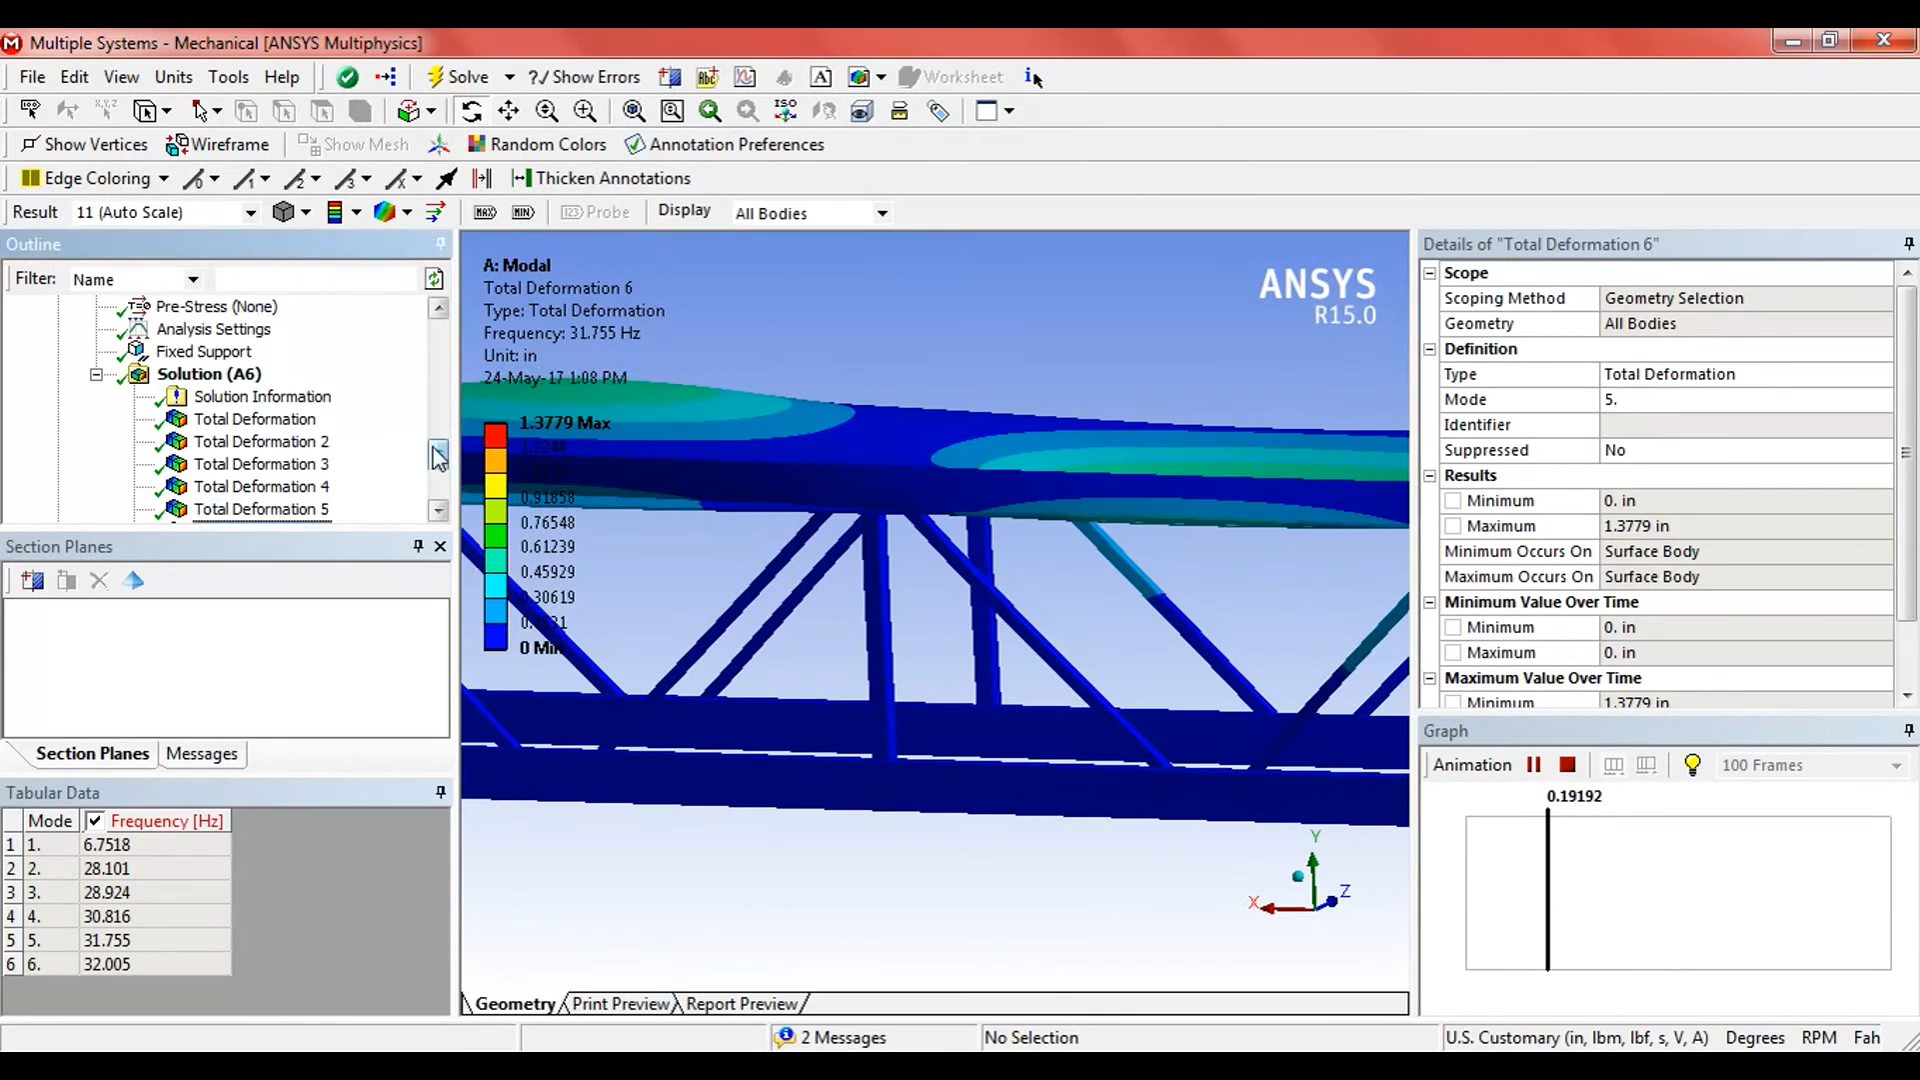 Multiple Systems - Mechanical [ANSYS Multiphysics]
File Edit View Units Tools Help Solve ?/ Show Errors Worksheet
Show Vertices Wireframe Show Mesh Random Colors Annotation Preferences
Edge Coloring Thicken Annotations
Result 11 (Auto Scale) MAX MIN Probe Display All Bodies
Outline
Filter: Name
Pre-Stress (None)
Analysis Settings
Fixed Support
Solution (A6)
Solution Information
Total Deformation
Total Deformation 2
Total Deformation 3
Total Deformation 4
Total Deformation 5
Section Planes
Section Planes Messages
Tabular Data
Mode Frequency [Hz]
1 1. 6.7518
2 2. 28.101
3 3. 28.924
4 4. 30.816
5 5. 31.755
6 6. 32.005
A: Modal
Total Deformation 6
Type: Total Deformation
Frequency: 31.755 Hz
Unit: in
24-May-17 1:08 PM
1.3779 Max
0.91858
0.76548
0.61239
0.45929
0.30619
0 Min
ANSYS
R15.0
Y
X
Z
Geometry Print Preview Report Preview
Details of "Total Deformation 6"
Scope
Scoping Method Geometry Selection
Geometry All Bodies
Definition
Type Total Deformation
Mode 5.
Identifier
Suppressed No
Results
Minimum 0. in
Maximum 1.3779 in
Minimum Occurs On Surface Body
Maximum Occurs On Surface Body
Minimum Value Over Time
Minimum 0. in
Maximum 0. in
Maximum Value Over Time
Minimum 1.3779 in
Graph
Animation 100 Frames
0.19192
2 Messages No Selection U.S. Customary (in, lbm, lbf, s, V, A) Degrees RPM Fah